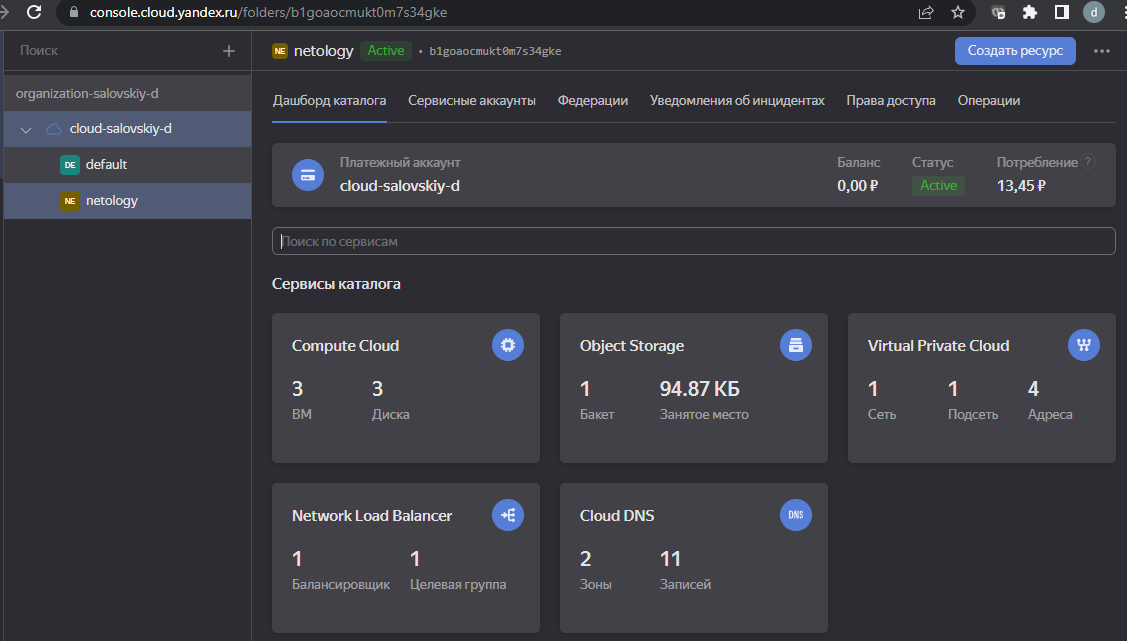 console.cloud.yandex.ru/folders/b1goaocmukt0m7s34gke
d
Поиск
+
NE netology Active • b1goaocmukt0m7s34gke
Создать ресурс
organization-salovskiy-d
cloud-salovskiy-d
DE default
NE netology
Дашборд каталога Сервисные аккаунты Федерации Уведомления об инцидентах Права доступа Операции
Платежный аккаунт Баланс Статус Потребление ?
cloud-salovskiy-d 0,00 ₽ Active 13,45 ₽
Поиск по сервисам
Сервисы каталога
Compute Cloud
3 3
ВМ Диска
Object Storage
1 94.87 КБ
Бакет Занятое место
Virtual Private Cloud
1 1 4
Сеть Подсеть Адреса
Network Load Balancer
1 1
Балансировщик Целевая группа
Cloud DNS
DNS
2 11
Зоны Записей